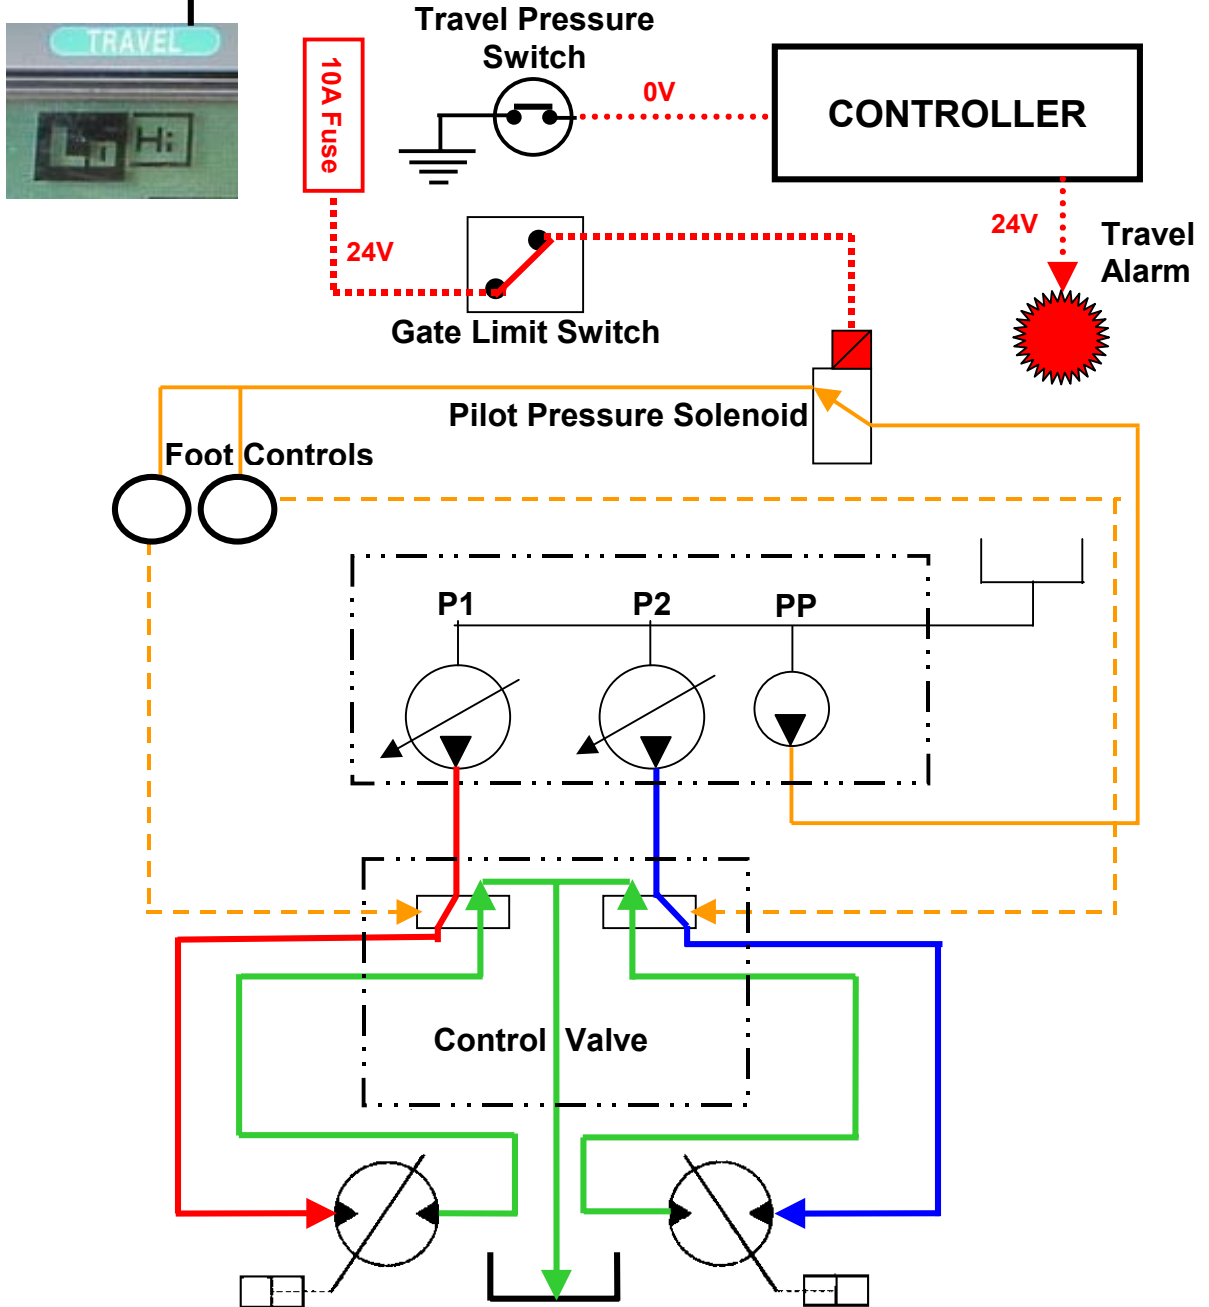 TRAVEL
Lo
Hi
10A Fuse
Travel Pressure
Switch
0V
CONTROLLER
24V
24V
Travel
Alarm
Gate Limit Switch
Pilot Pressure Solenoid
Foot Controls
P1
P2
PP
Control Valve